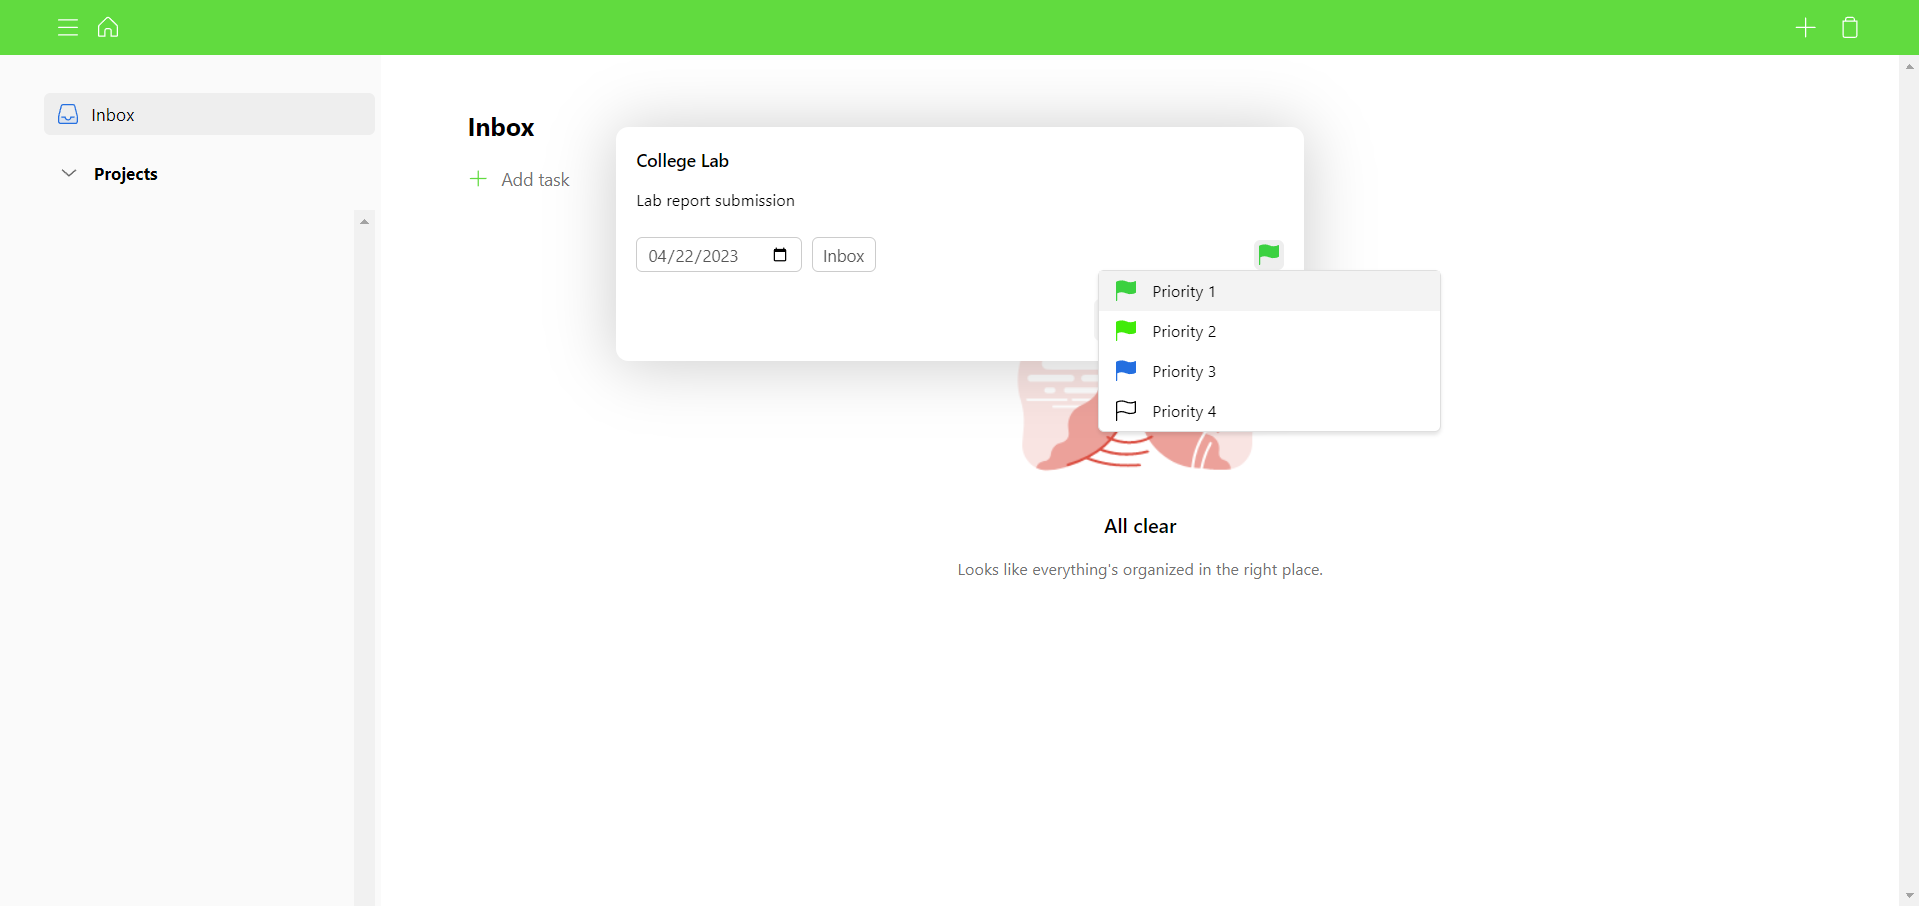 Inbox
Projects
Inbox
Add task
College Lab
Lab report submission
04/22/2023
Inbox
Priority 1
Priority 2
Priority 3
Priority 4
All clear
Looks like everything's organized in the right place.